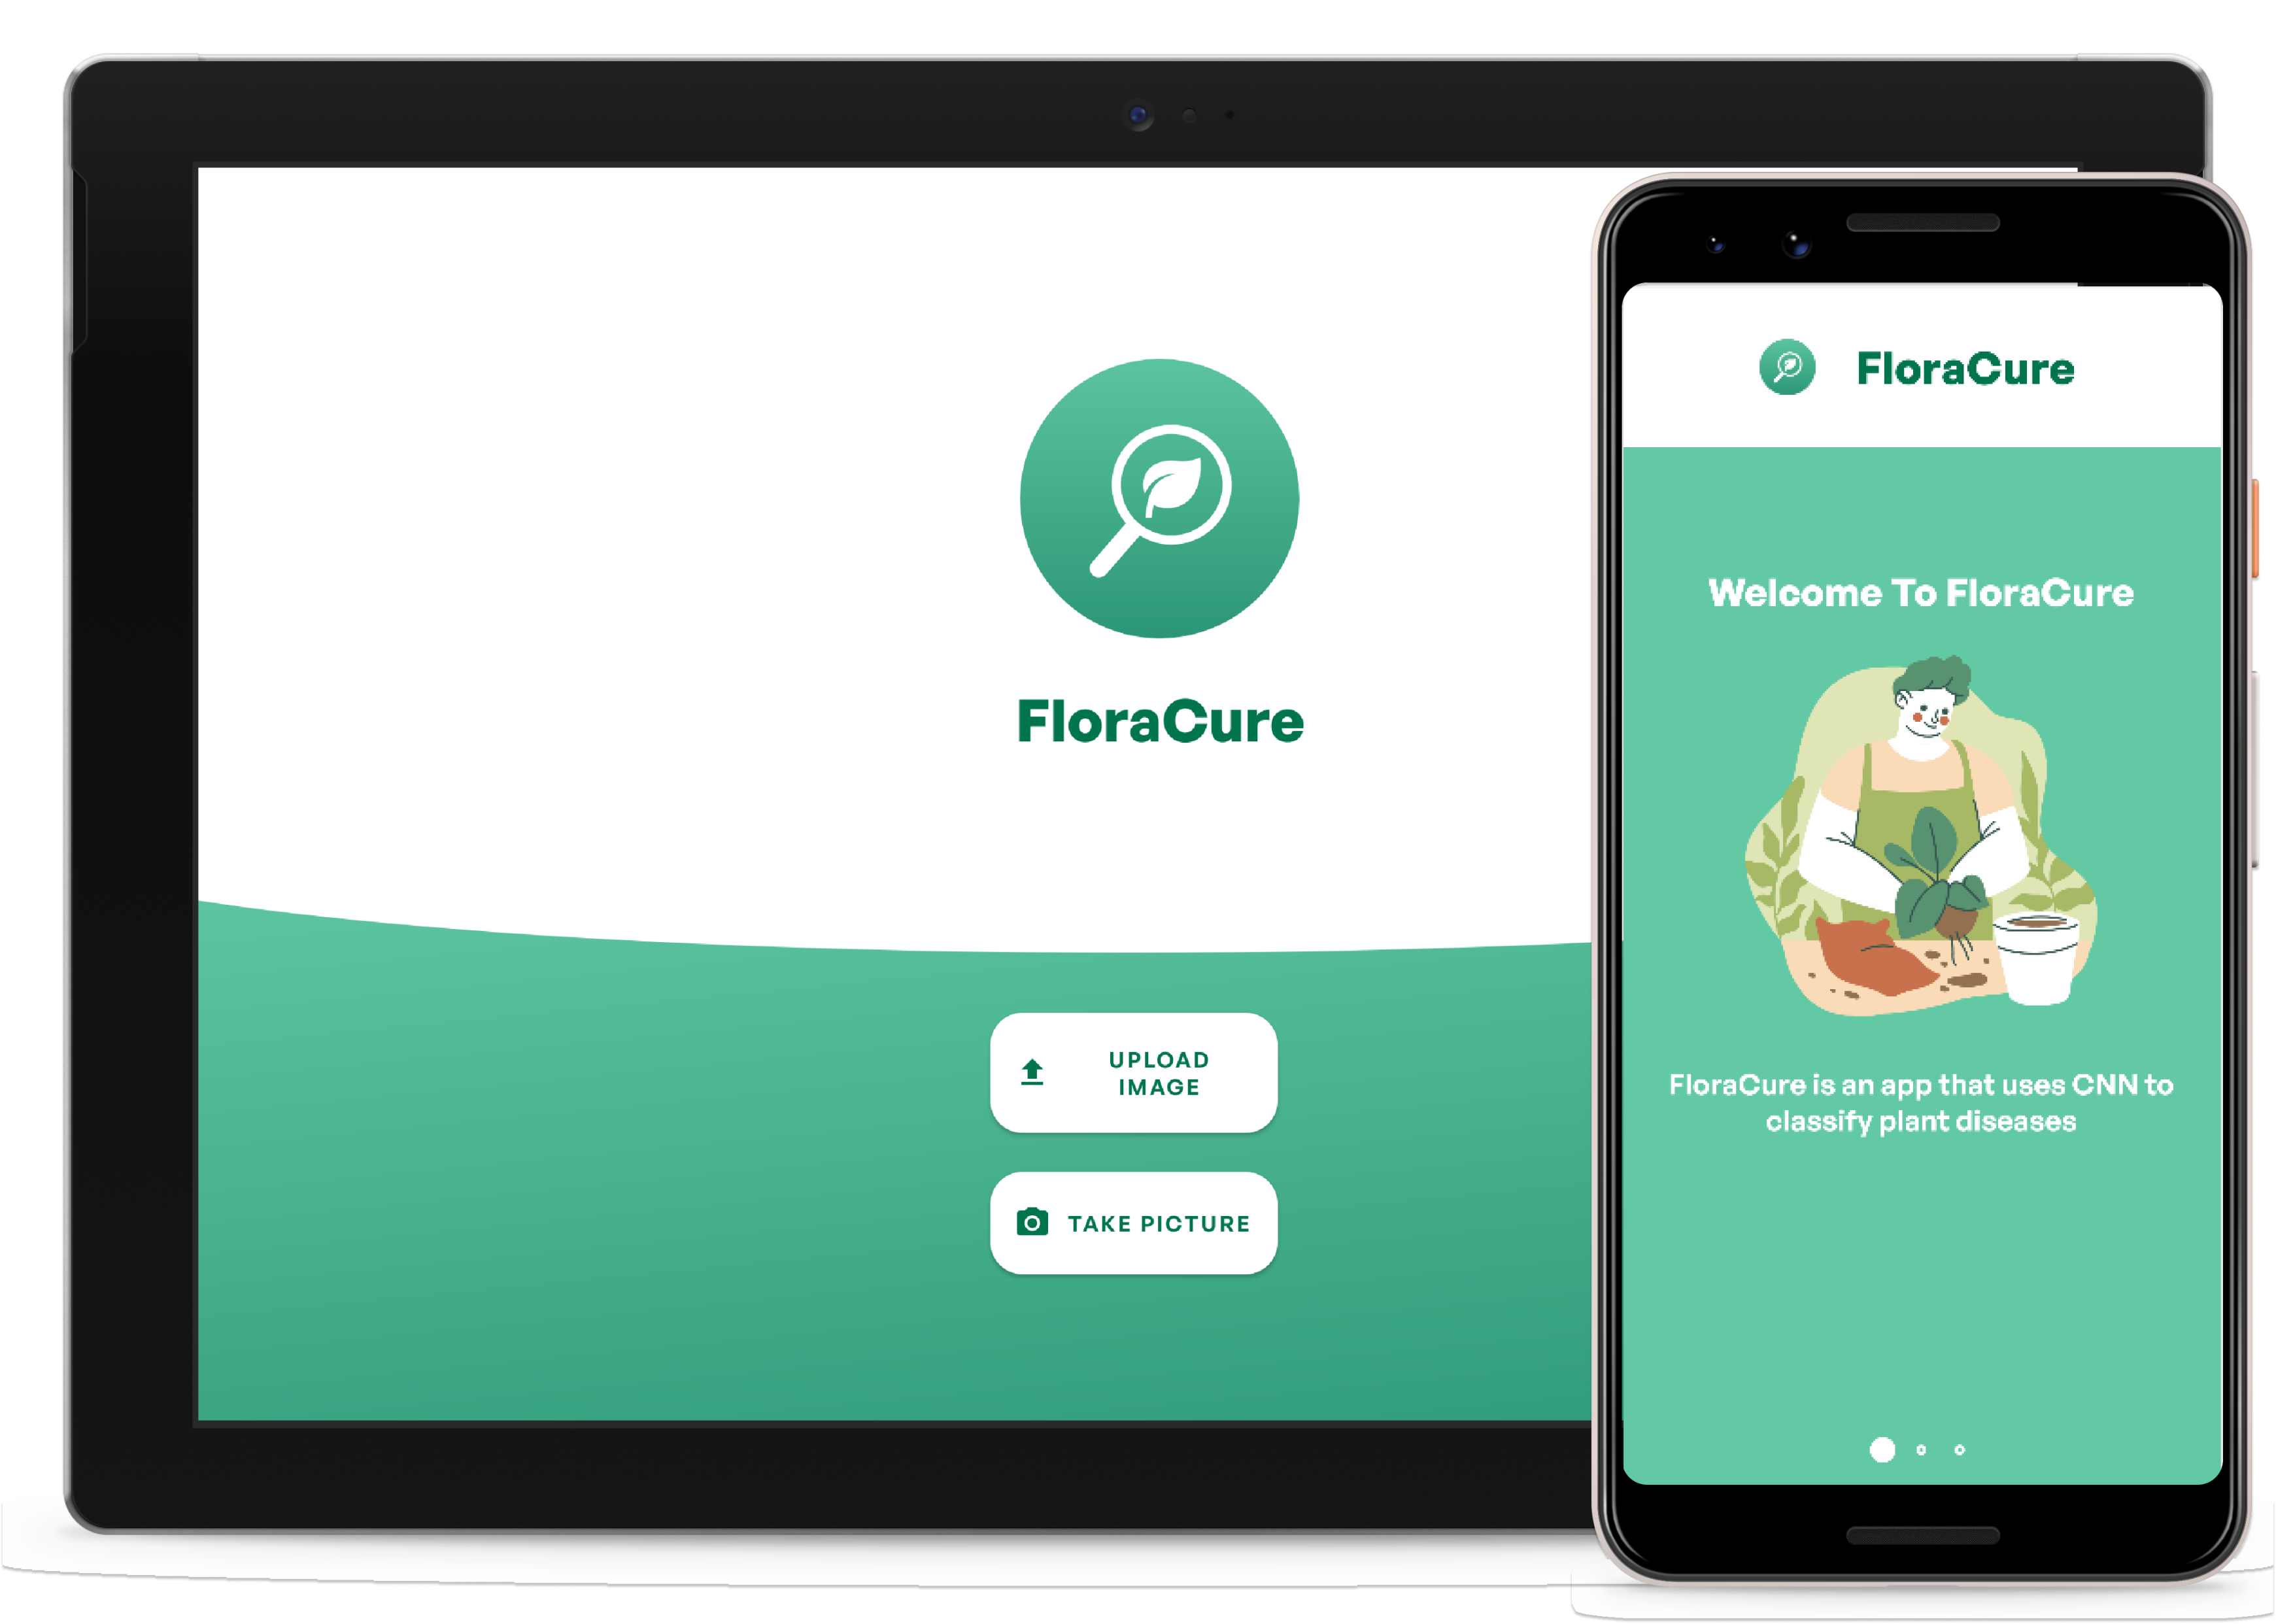 FloraCure
UPLOAD
IMAGE
TAKE PICTURE
FloraCure
Welcome To FloraCure
FloraCure is an app that uses CNN to
classify plant diseases